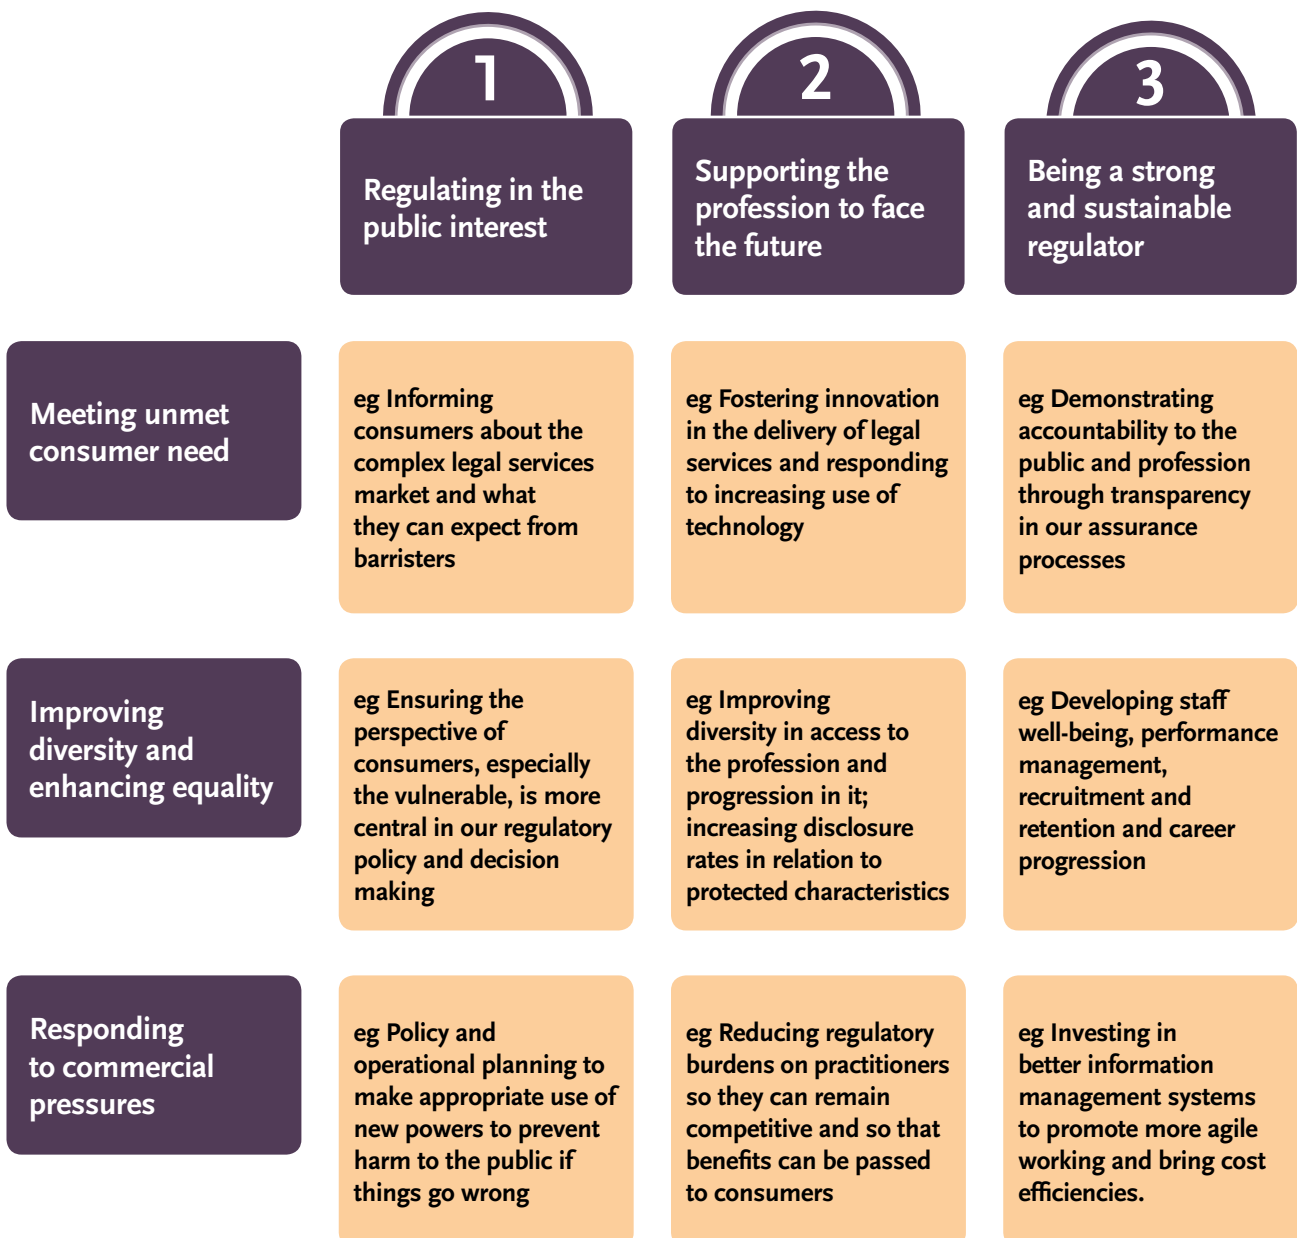 1
Regulating in the
public interest
2
Supporting the
profession to face
the future
3
Being a strong
and sustainable
regulator
Meeting unmet
consumer need
eg Informing
consumers about the
complex legal services
market and what
they can expect from
barristers
eg Fostering innovation
in the delivery of legal
services and responding
to increasing use of
technology
eg Demonstrating
accountability to the
public and profession
through transparency
in our assurance
processes
Improving
diversity and
enhancing equality
eg Ensuring the
perspective of
consumers, especially
the vulnerable, is more
central in our regulatory
policy and decision
making
eg Improving
diversity in access to
the profession and
progression in it;
increasing disclosure
rates in relation to
protected characteristics
eg Developing staff
well-being, performance
management,
recruitment and
retention and career
progression
Responding
to commercial
pressures
eg Policy and
operational planning to
make appropriate use of
new powers to prevent
harm to the public if
things go wrong
eg Reducing regulatory
burdens on practitioners
so they can remain
competitive and so that
benefits can be passed
to consumers
eg Investing in
better information
management systems
to promote more agile
working and bring cost
efficiencies.